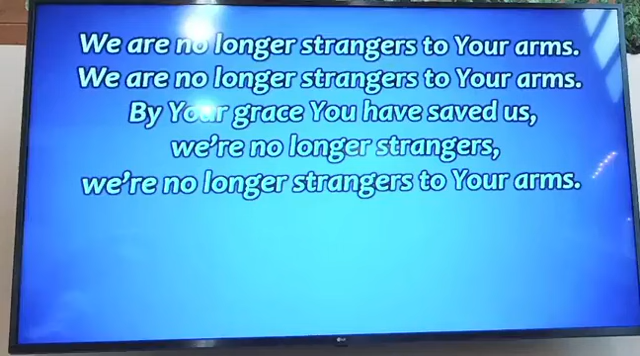 We are no longer strangers to Your arms.
We are no longer strangers to Your arms.
By Your grace You have saved us,
we're no longer strangers,
we're no longer strangers to Your arms.
LG